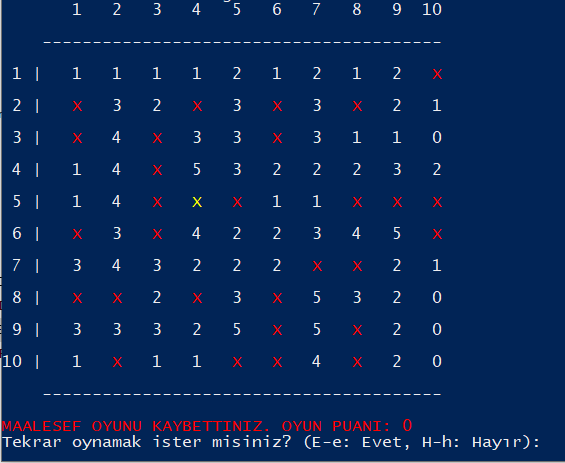 1 2 3 4 5 6 7 8 9 10
----------------------------------------
1 | 1 1 1 1 2 1 2 1 2 x
2 | x 3 2 x 3 x 3 x 2 1
3 | x 4 x 3 3 x 3 1 1 0
4 | 1 4 x 5 3 2 2 2 3 2
5 | 1 4 x x x 1 1 x x x
6 | x 3 x 4 2 2 3 4 5 x
7 | 3 4 3 2 2 2 x x 2 1
8 | x x 2 x 3 x 5 3 2 0
9 | 3 3 3 2 5 x 5 x 2 0
10 | 1 x 1 1 x x 4 x 2 0
----------------------------------------
MAALESEF OYUNU KAYBETTINIZ. OYUN PUANI: 0
Tekrar oynamak ister misiniz? (E-e: Evet, H-h: Hayır):